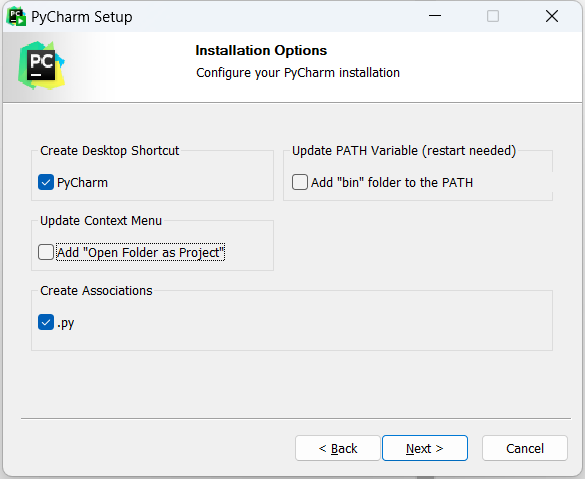 PyCharm Setup
PC
Installation Options
Configure your PyCharm installation
Create Desktop Shortcut
PyCharm
Update PATH Variable (restart needed)
Add "bin" folder to the PATH
Update Context Menu
Add "Open Folder as Project"
Create Associations
.py
< Back
Next >
Cancel